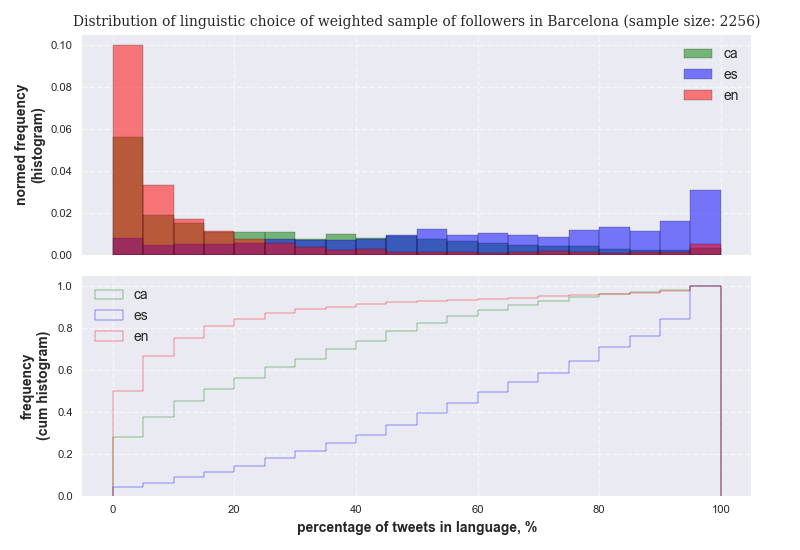 Distribution of linguistic choice of weighted sample of followers in Barcelona (sample size: 2256)
normed frequency
(histogram)
0.10
0.08
0.06
0.04
0.02
0.00
ca
es
en
frequency
(cum histogram)
1.0
0.8
0.6
0.4
0.2
0.0
ca
es
en
0
20
40
60
80
100
percentage of tweets in language, %